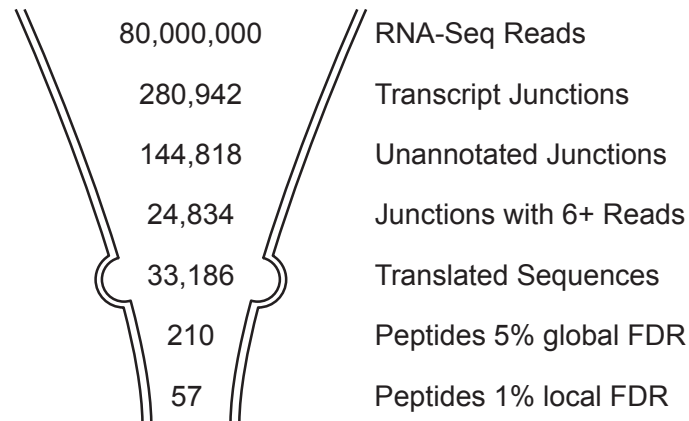 80,000,000 RNA-Seq Reads
280,942 Transcript Junctions
144,818 Unannotated Junctions
24,834 Junctions with 6+ Reads
33,186 Translated Sequences
210 Peptides 5% global FDR
57 Peptides 1% local FDR